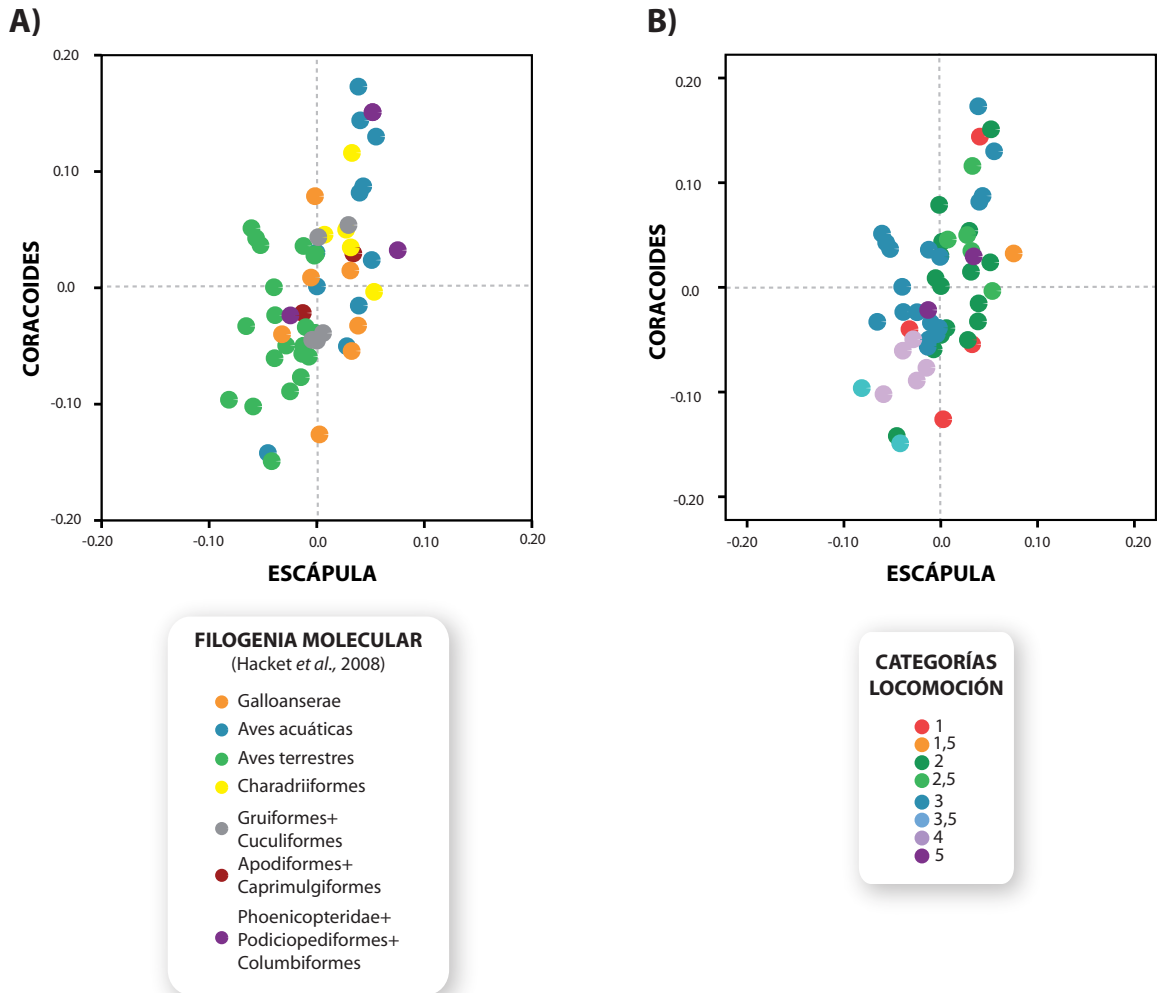 A)
0.20
0.10
0.0
-0.10
-0.20
CORACOIDES
-0.20
-0.10
0.0
0.10
0.20
ESCÁPULA
FILOGENIA MOLECULAR
(Hacket et al., 2008)
Galloanserae
Aves acuáticas
Aves terrestres
Charadriiformes
Gruiformes+
Cuculiformes
Apodiformes+
Caprimulgiformes
Phoenicopteridae+
Podiciopediformes+
Columbiformes
B)
0.20
0.10
0.0
-0.10
-0.20
CORACOIDES
-0.20
-0.10
0.0
0.10
0.20
ESCÁPULA
CATEGORÍAS
LOCOMOCIÓN
1
1,5
2
2,5
3
3,5
4
5